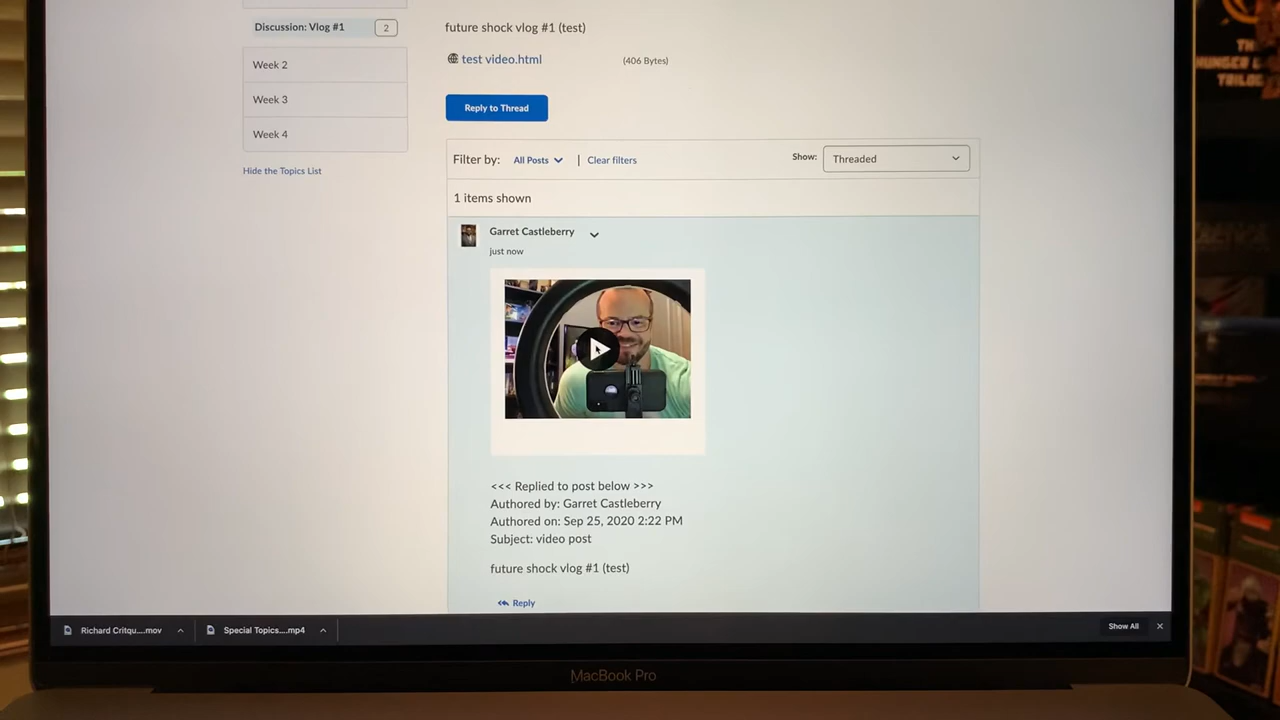 Discussion: Vlog #1
2
Week 2
Week 3
Week 4
Hide the Topics List
future shock vlog #1 (test)
test video.html (406 Bytes)
Reply to Thread
Filter by: All Posts | Clear filters Show: Threaded
1 items shown
Garret Castleberry
just now
<<< Replied to post below >>>
Authored by: Garret Castleberry
Authored on: Sep 25, 2020 2:22 PM
Subject: video post
future shock vlog #1 (test)
Reply
Richard Critqu....mov
Special Topics....mp4
Show All
MacBook Pro